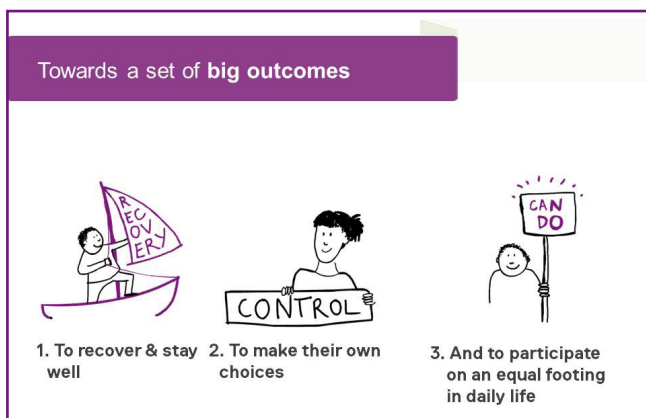 Towards a set of big outcomes
RECOVERY
CONTROL
CAN
DO
1. To recover & stay
well
2. To make their own
choices
3. And to participate
on an equal footing
in daily life